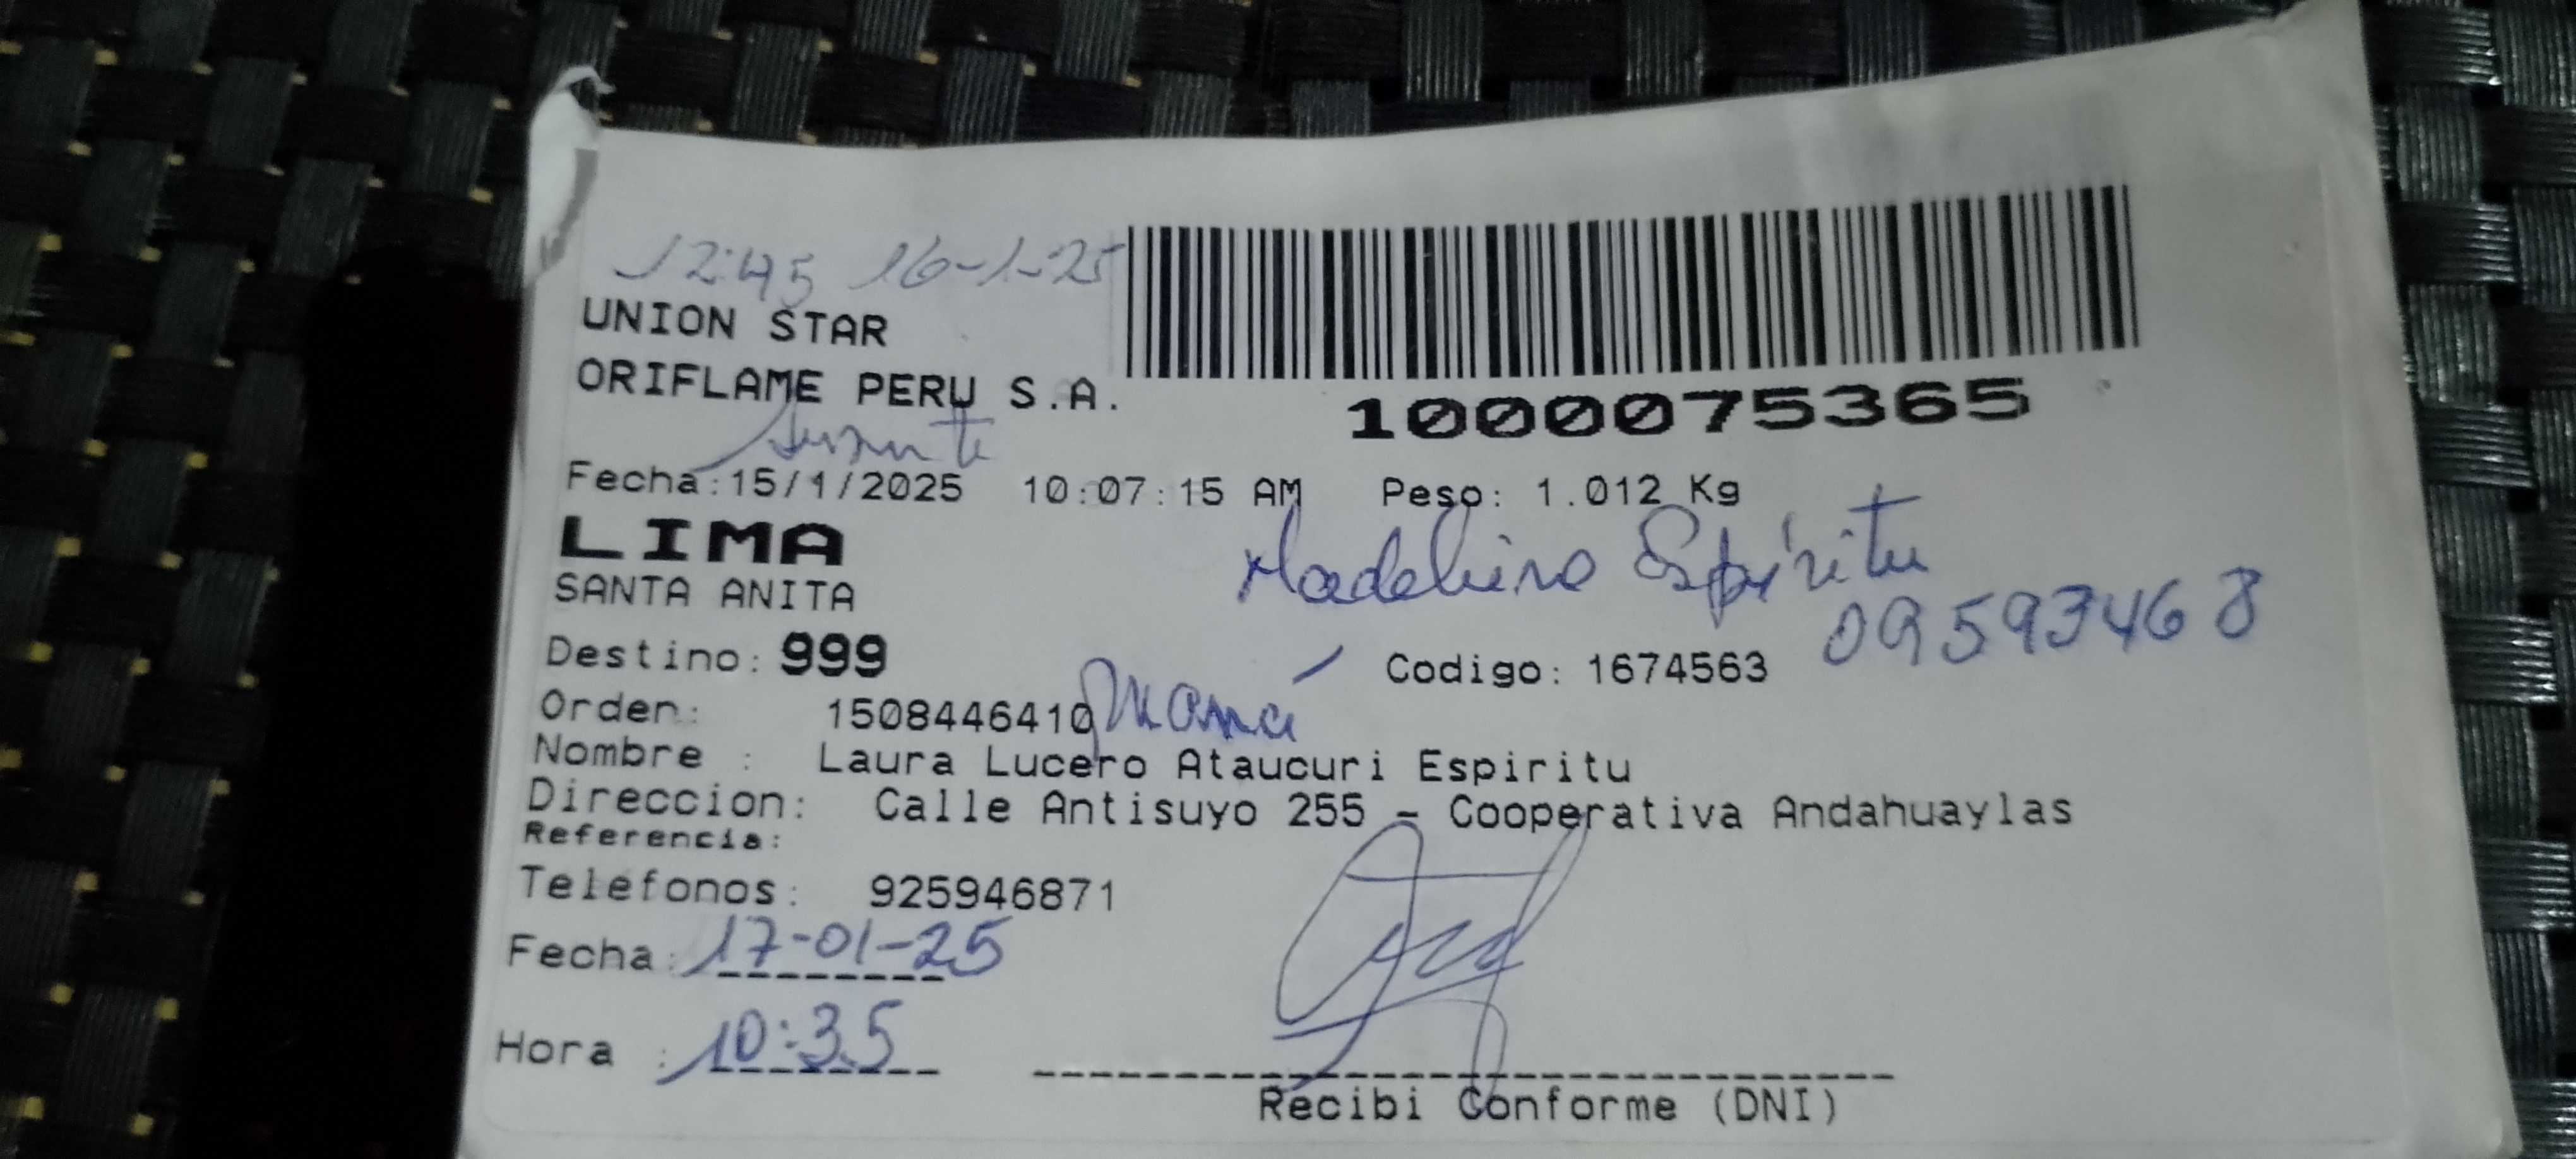 12:45 16-1-25
UNION STAR
ORIFLAME PERU S.A.
1000075365
Fecha:15/1/2025 10:07:15 AM Peso: 1.012 Kg
LIMA
Espíritu
SANTA ANITA
09593468
Destino: 999 Codigo: 1674563
Mamá
Orden: 1508446410
Nombre : Laura Lucero Ataucuri Espiritu
Direccion: Calle Antisuyo 255 - Cooperativa Andahuaylas
Referencia:
Telefonos: 925946871
Fecha: 17-01-25
Hora : 10:35
Recibi Conforme (DNI)